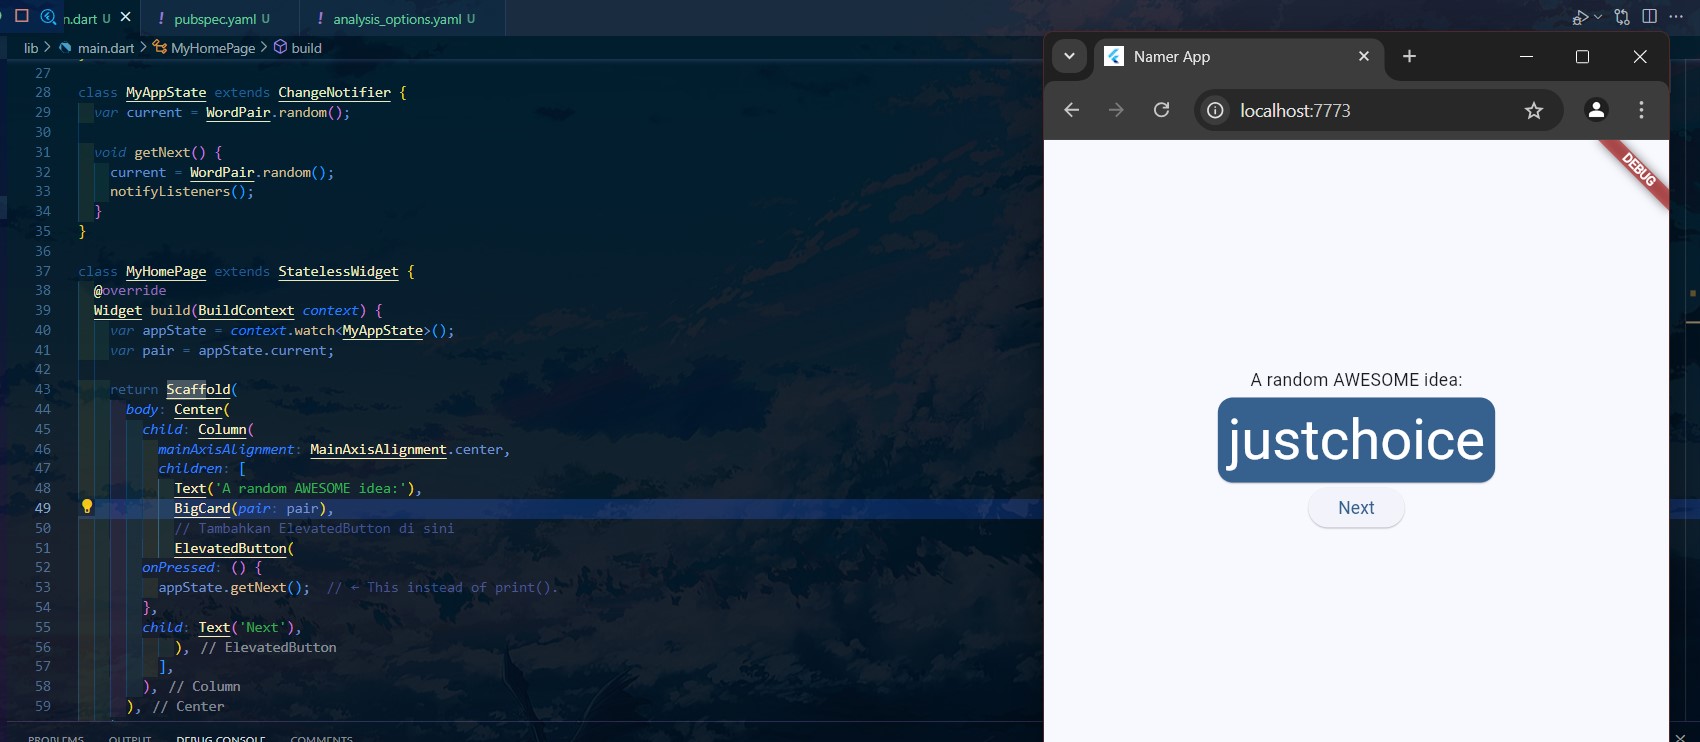 n.dart U
! pubspec.yaml U
! analysis_options.yaml U
lib > main.dart > MyHomePage > build
27
28 class MyAppState extends ChangeNotifier {
29 var current = WordPair.random();
30
31 void getNext() {
32 current = WordPair.random();
33 notifyListeners();
34 }
35 }
36
37 class MyHomePage extends StatelessWidget {
38 @override
39 Widget build(BuildContext context) {
40 var appState = context.watch<MyAppState>();
41 var pair = appState.current;
42
43 return Scaffold(
44 body: Center(
45 child: Column(
46 mainAxisAlignment: MainAxisAlignment.center,
47 children: [
48 Text('A random AWESOME idea:'),
49 BigCard(pair: pair),
50 // Tambahkan ElevatedButton di sini
51 ElevatedButton(
52 onPressed: () {
53 appState.getNext(); // ← This instead of print().
54 },
55 child: Text('Next'),
56 ), // ElevatedButton
57 ],
58 ), // Column
59 ), // Center
PROBLEMS OUTPUT DEBUG CONSOLE COMMENTS
Namer App
localhost:7773
DEBUG
A random AWESOME idea:
justchoice
Next